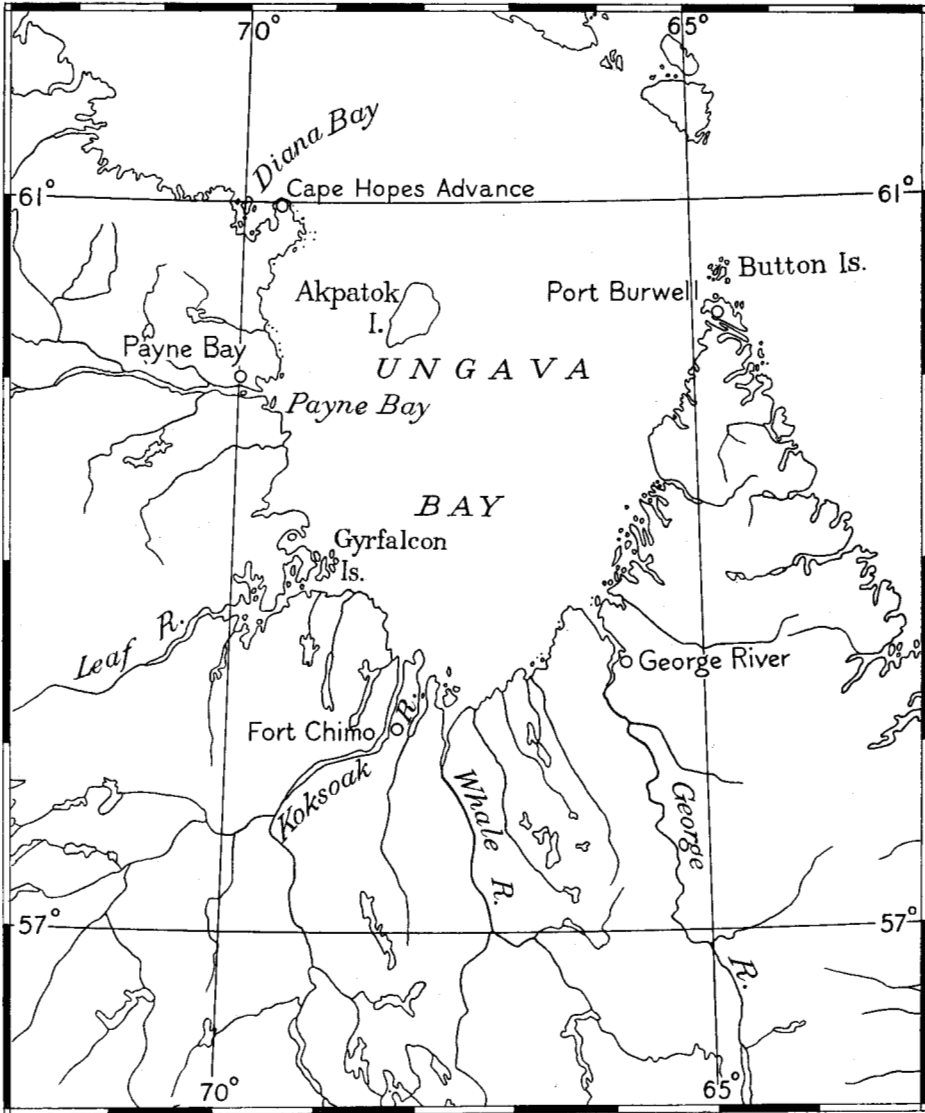 70°
65°
Diana Bay
61°
Cape Hopes Advance
61°
Button Is.
Akpatok
I.
Port Burwell
Payne Bay
UNGAVA
Payne Bay
BAY
Gyrfalcon
Is.
Leaf R.
George River
Fort Chimo
Koksoak R.
Whale R.
George R.
57°
57°
70°
65°